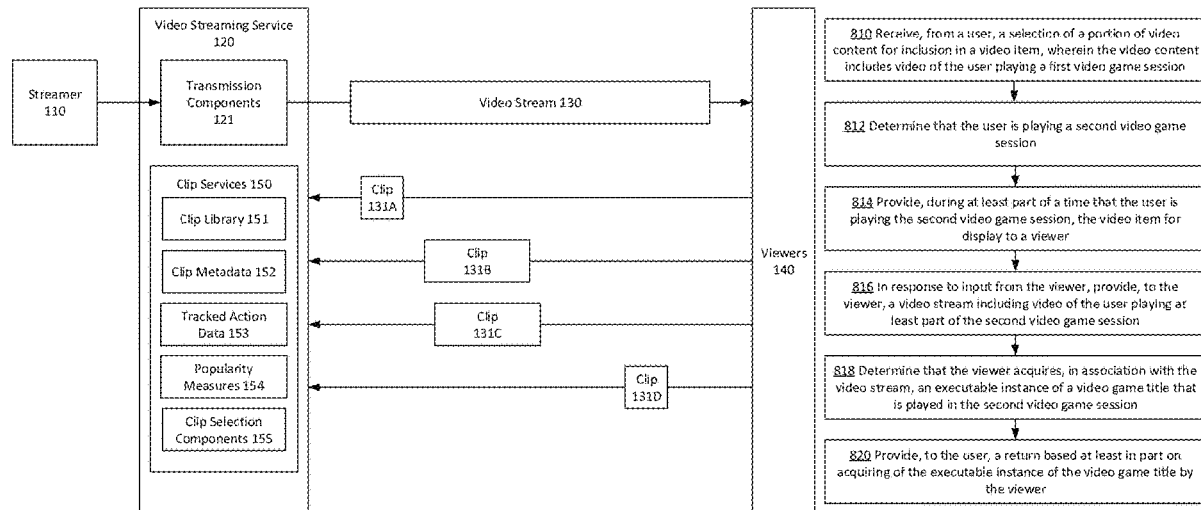 Streamer
110
Video Streaming Service
120
Transmission
Components
121
Clip Services 150
Clip Library 151
Clip Metadata 152
Tracked Action
Data 153
Popularity
Measures 154
Clip Selection
Components 155
Video Stream 130
Clip
131A
Clip
131B
Clip
131C
Clip
131D
Viewers
140
810 Receive, from a user, a selection of a portion of video
content for inclusion in a video item, wherein the video content
includes video of the user playing a first video game session
812 Determine that the user is playing a second video game
session
814 Provide, during at least part of a time that the user is
playing the second video game session, the video item for
display to a viewer
816 In response to input from the viewer, provide, to the
viewer, a video stream including video of the user playing at
least part of the second video game session
818 Determine that the viewer acquires, in association with the
video stream, an executable instance of a video game title that
is played in the second video game session
820 Provide, to the user, a return based at least in part on
acquiring of the executable instance of the video game title by
the viewer